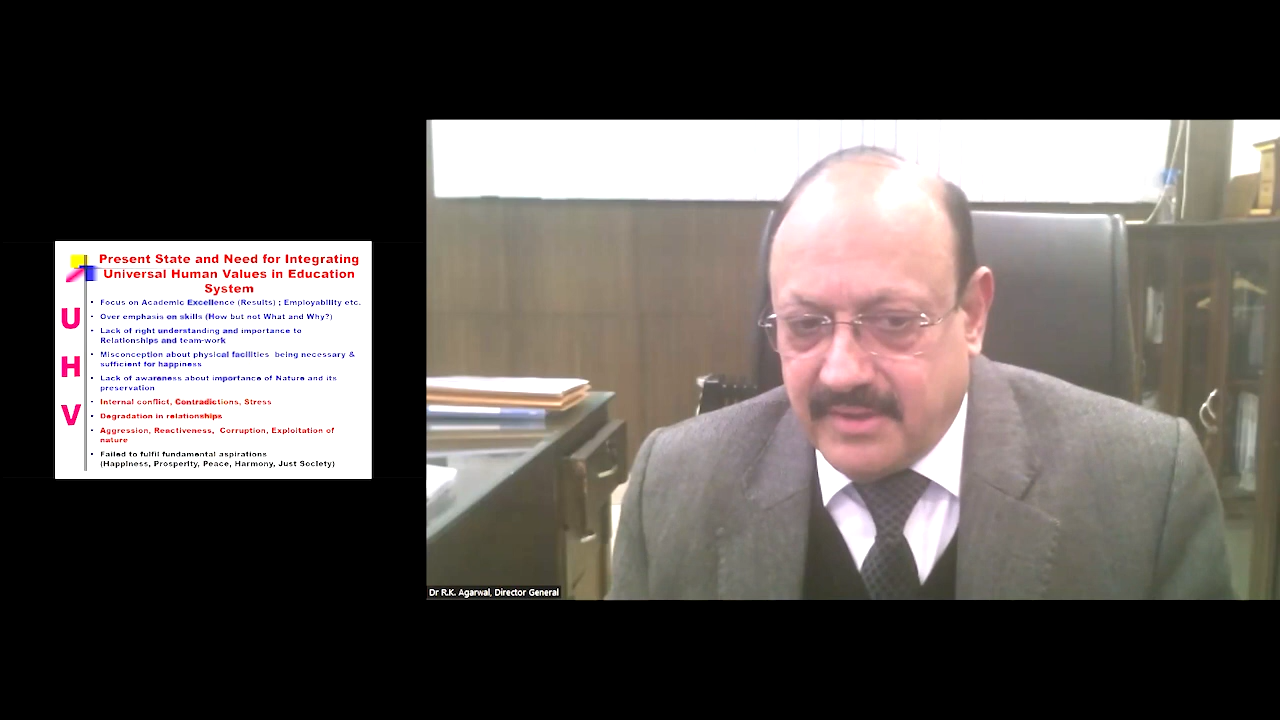 Present State and Need for Integrating
Universal Human Values in Education
System
U
H
V
• Focus on Academic Excellence (Results) ; Employability etc.
• Over emphasis on skills (How but not What and Why?)
• Lack of right understanding and importance to
Relationships and team-work
• Misconception about physical facilities being necessary &
sufficient for happiness
• Lack of awareness about importance of Nature and its
preservation
• Internal conflict, Contradictions, Stress
• Degradation in relationships
• Aggression, Reactiveness, Corruption, Exploitation of
nature
• Failed to fulfil fundamental aspirations
(Happiness, Prosperity, Peace, Harmony, Just Society)
Dr R.K. Agarwal, Director General